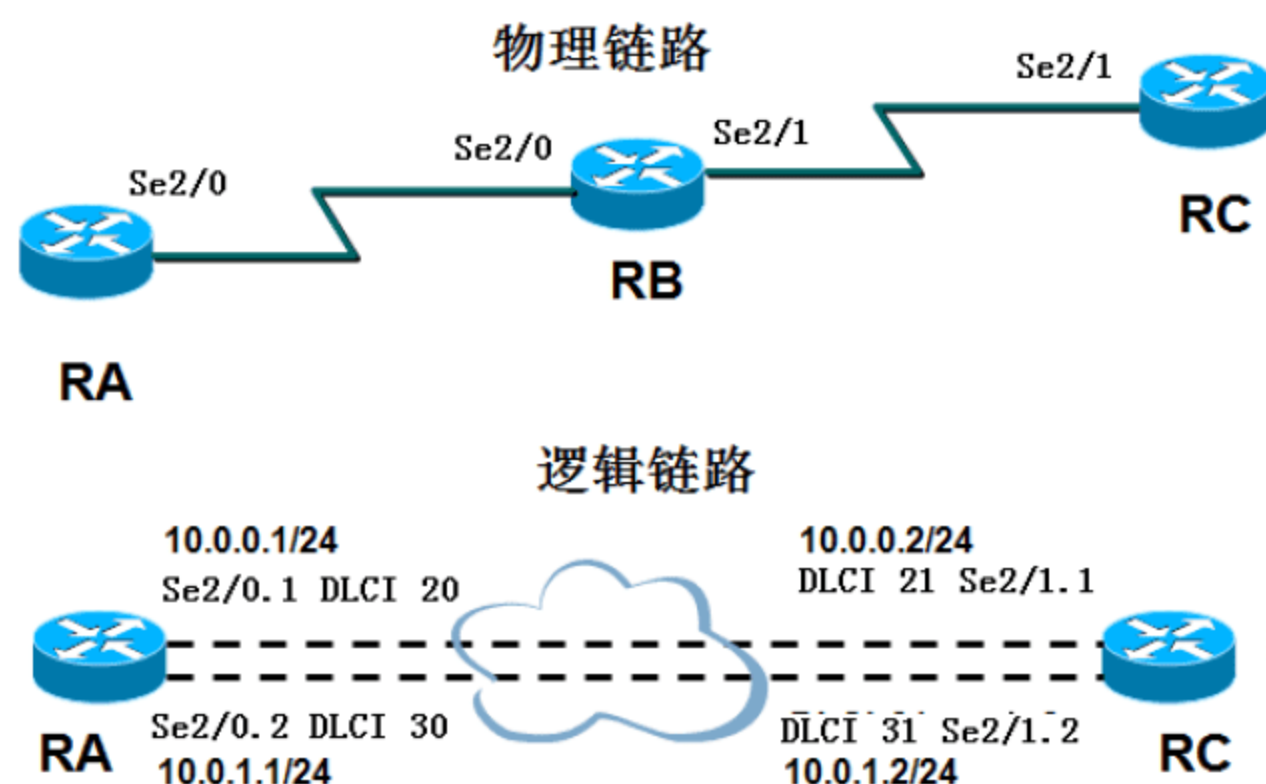 物理链路
Se2/1
Se2/0
Se2/1
Se2/0
RC
RB
RA
逻辑链路
10.0.0.1/24
10.0.0.2/24
Se2/0.1 DLCI 20
DLCI 21 Se2/1.1
Se2/0.2 DLCI 30
DLCI 31 Se2/1.2
RA
RC
10.0.1.1/24
10.0.1.2/24